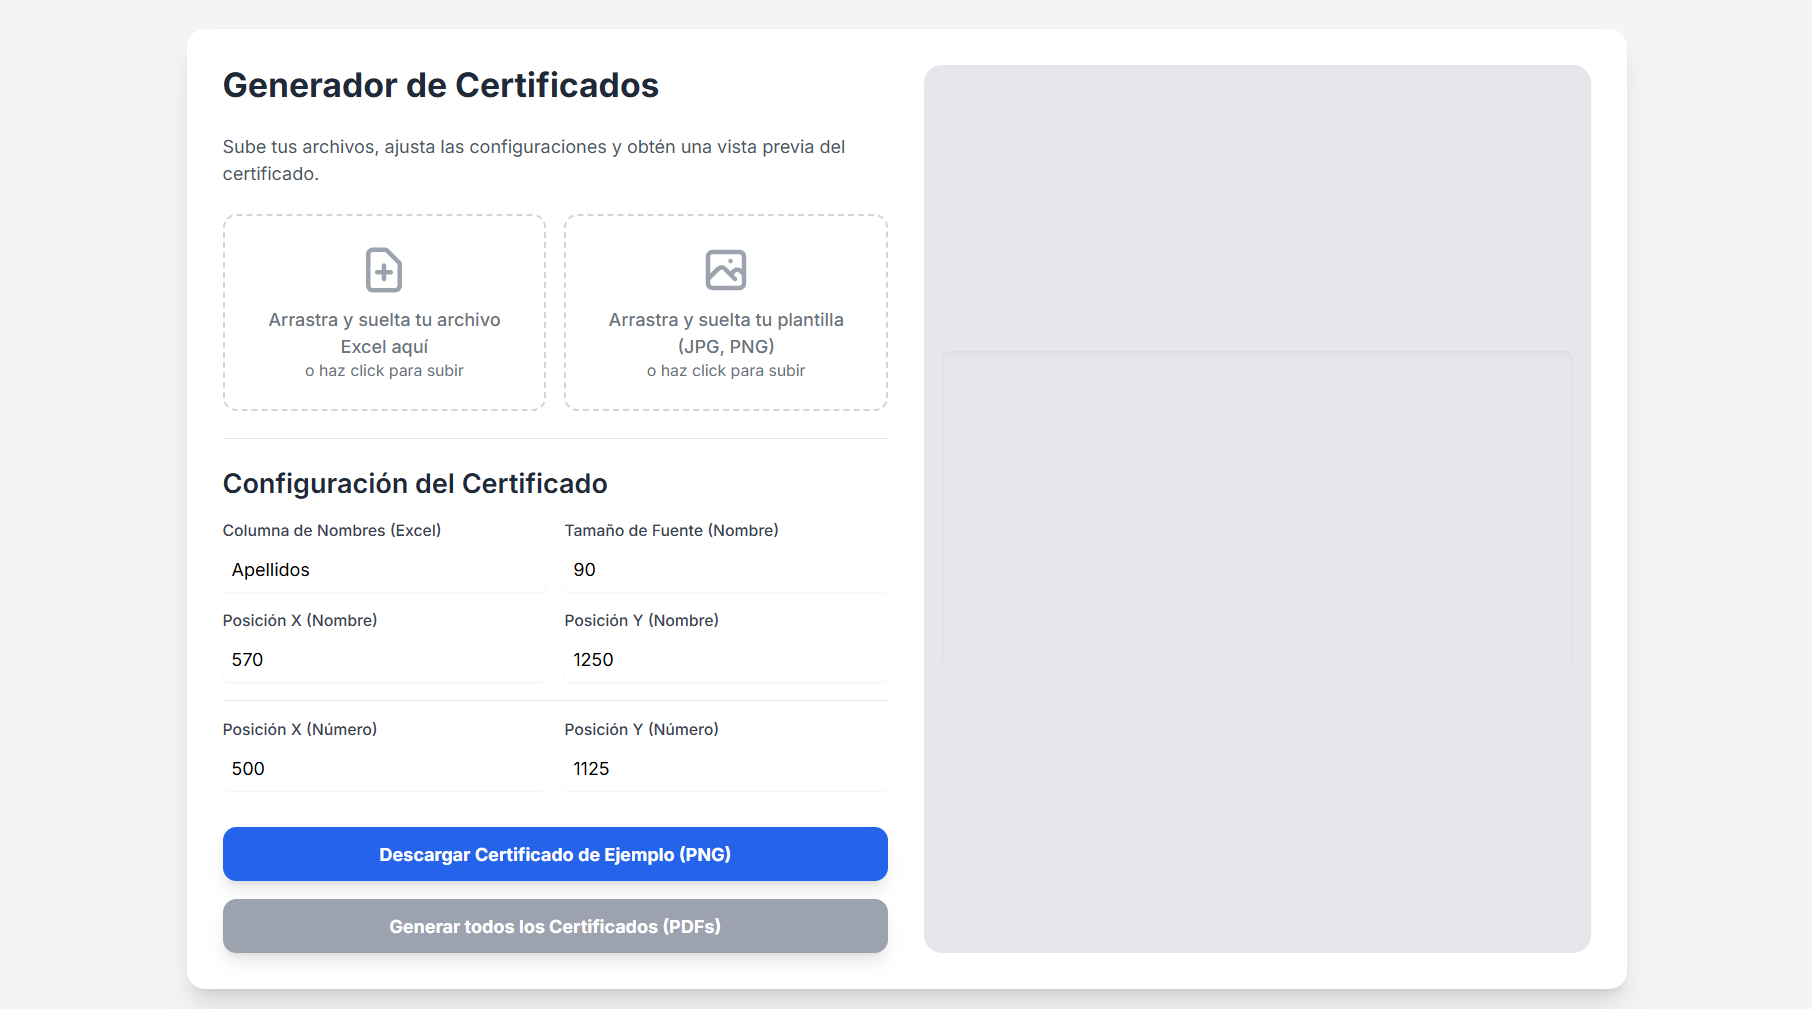 Generador de Certificados
Sube tus archivos, ajusta las configuraciones y obtén una vista previa del
certificado.
Arrastra y suelta tu archivo
Excel aquí
o haz click para subir
Arrastra y suelta tu plantilla
(JPG, PNG)
o haz click para subir
Configuración del Certificado
Columna de Nombres (Excel)
Apellidos
Tamaño de Fuente (Nombre)
90
Posición X (Nombre)
570
Posición Y (Nombre)
1250
Posición X (Número)
500
Posición Y (Número)
1125
Descargar Certificado de Ejemplo (PNG)
Generar todos los Certificados (PDFs)